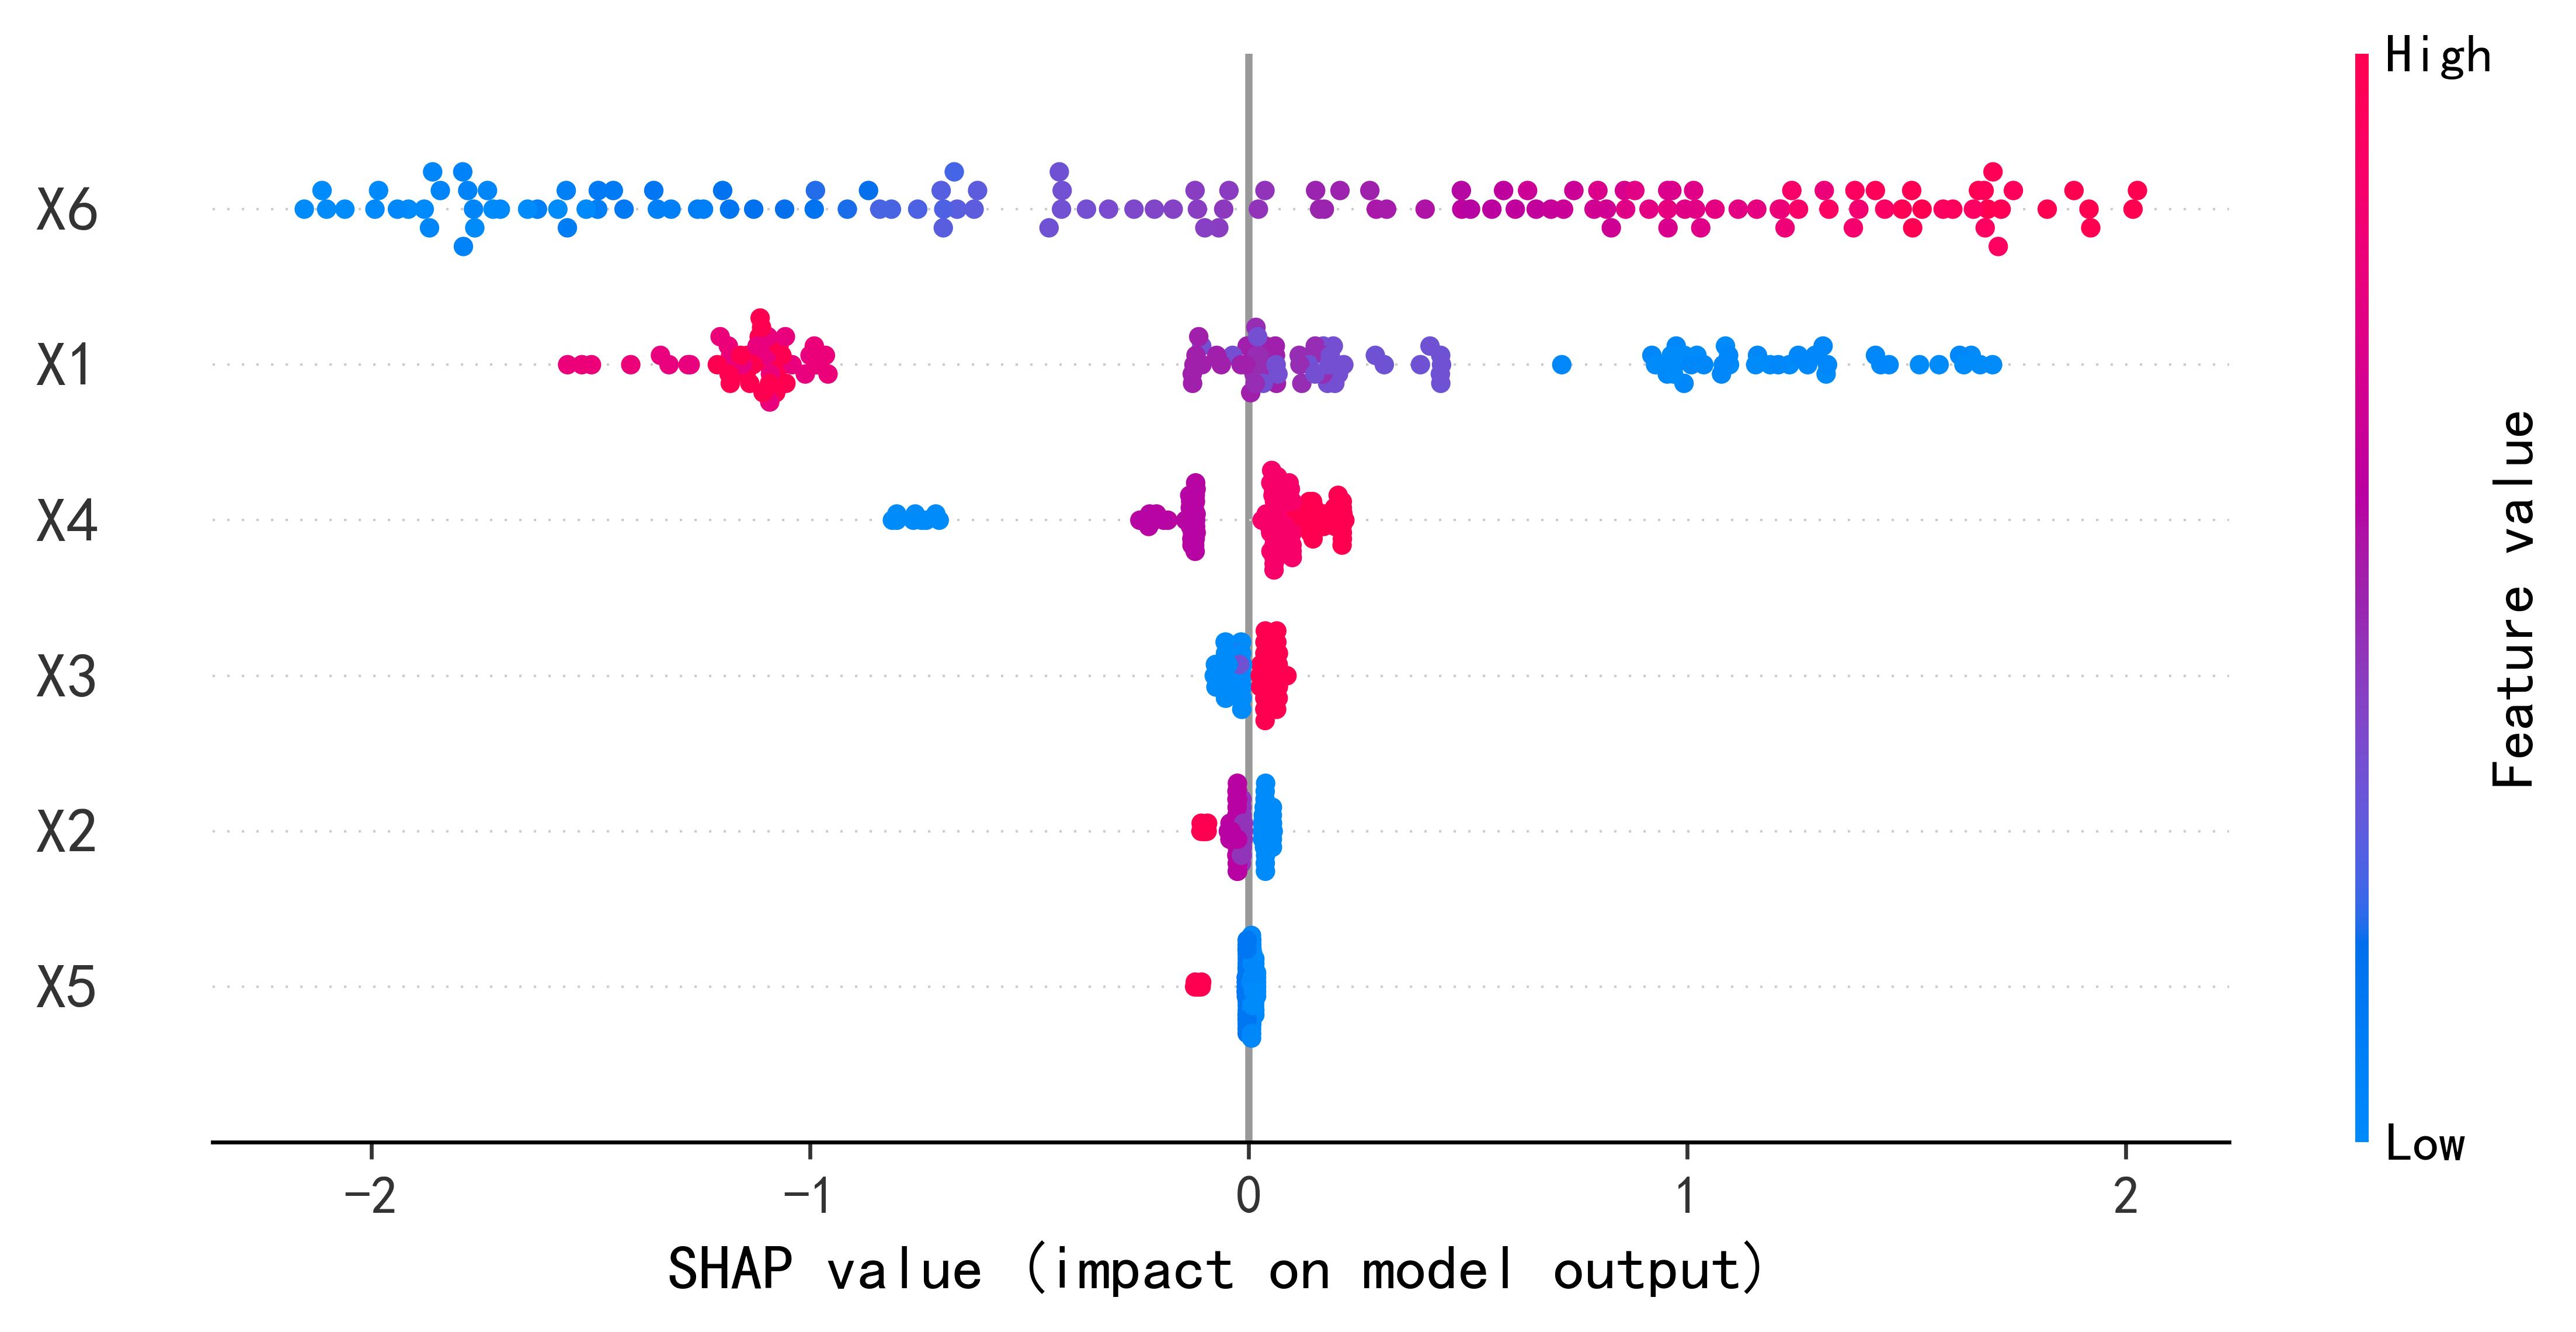 High
X6
X1
X4
X3
X2
X5
Feature value
Low
−2 −1 0 1 2
SHAP value (impact on model output)